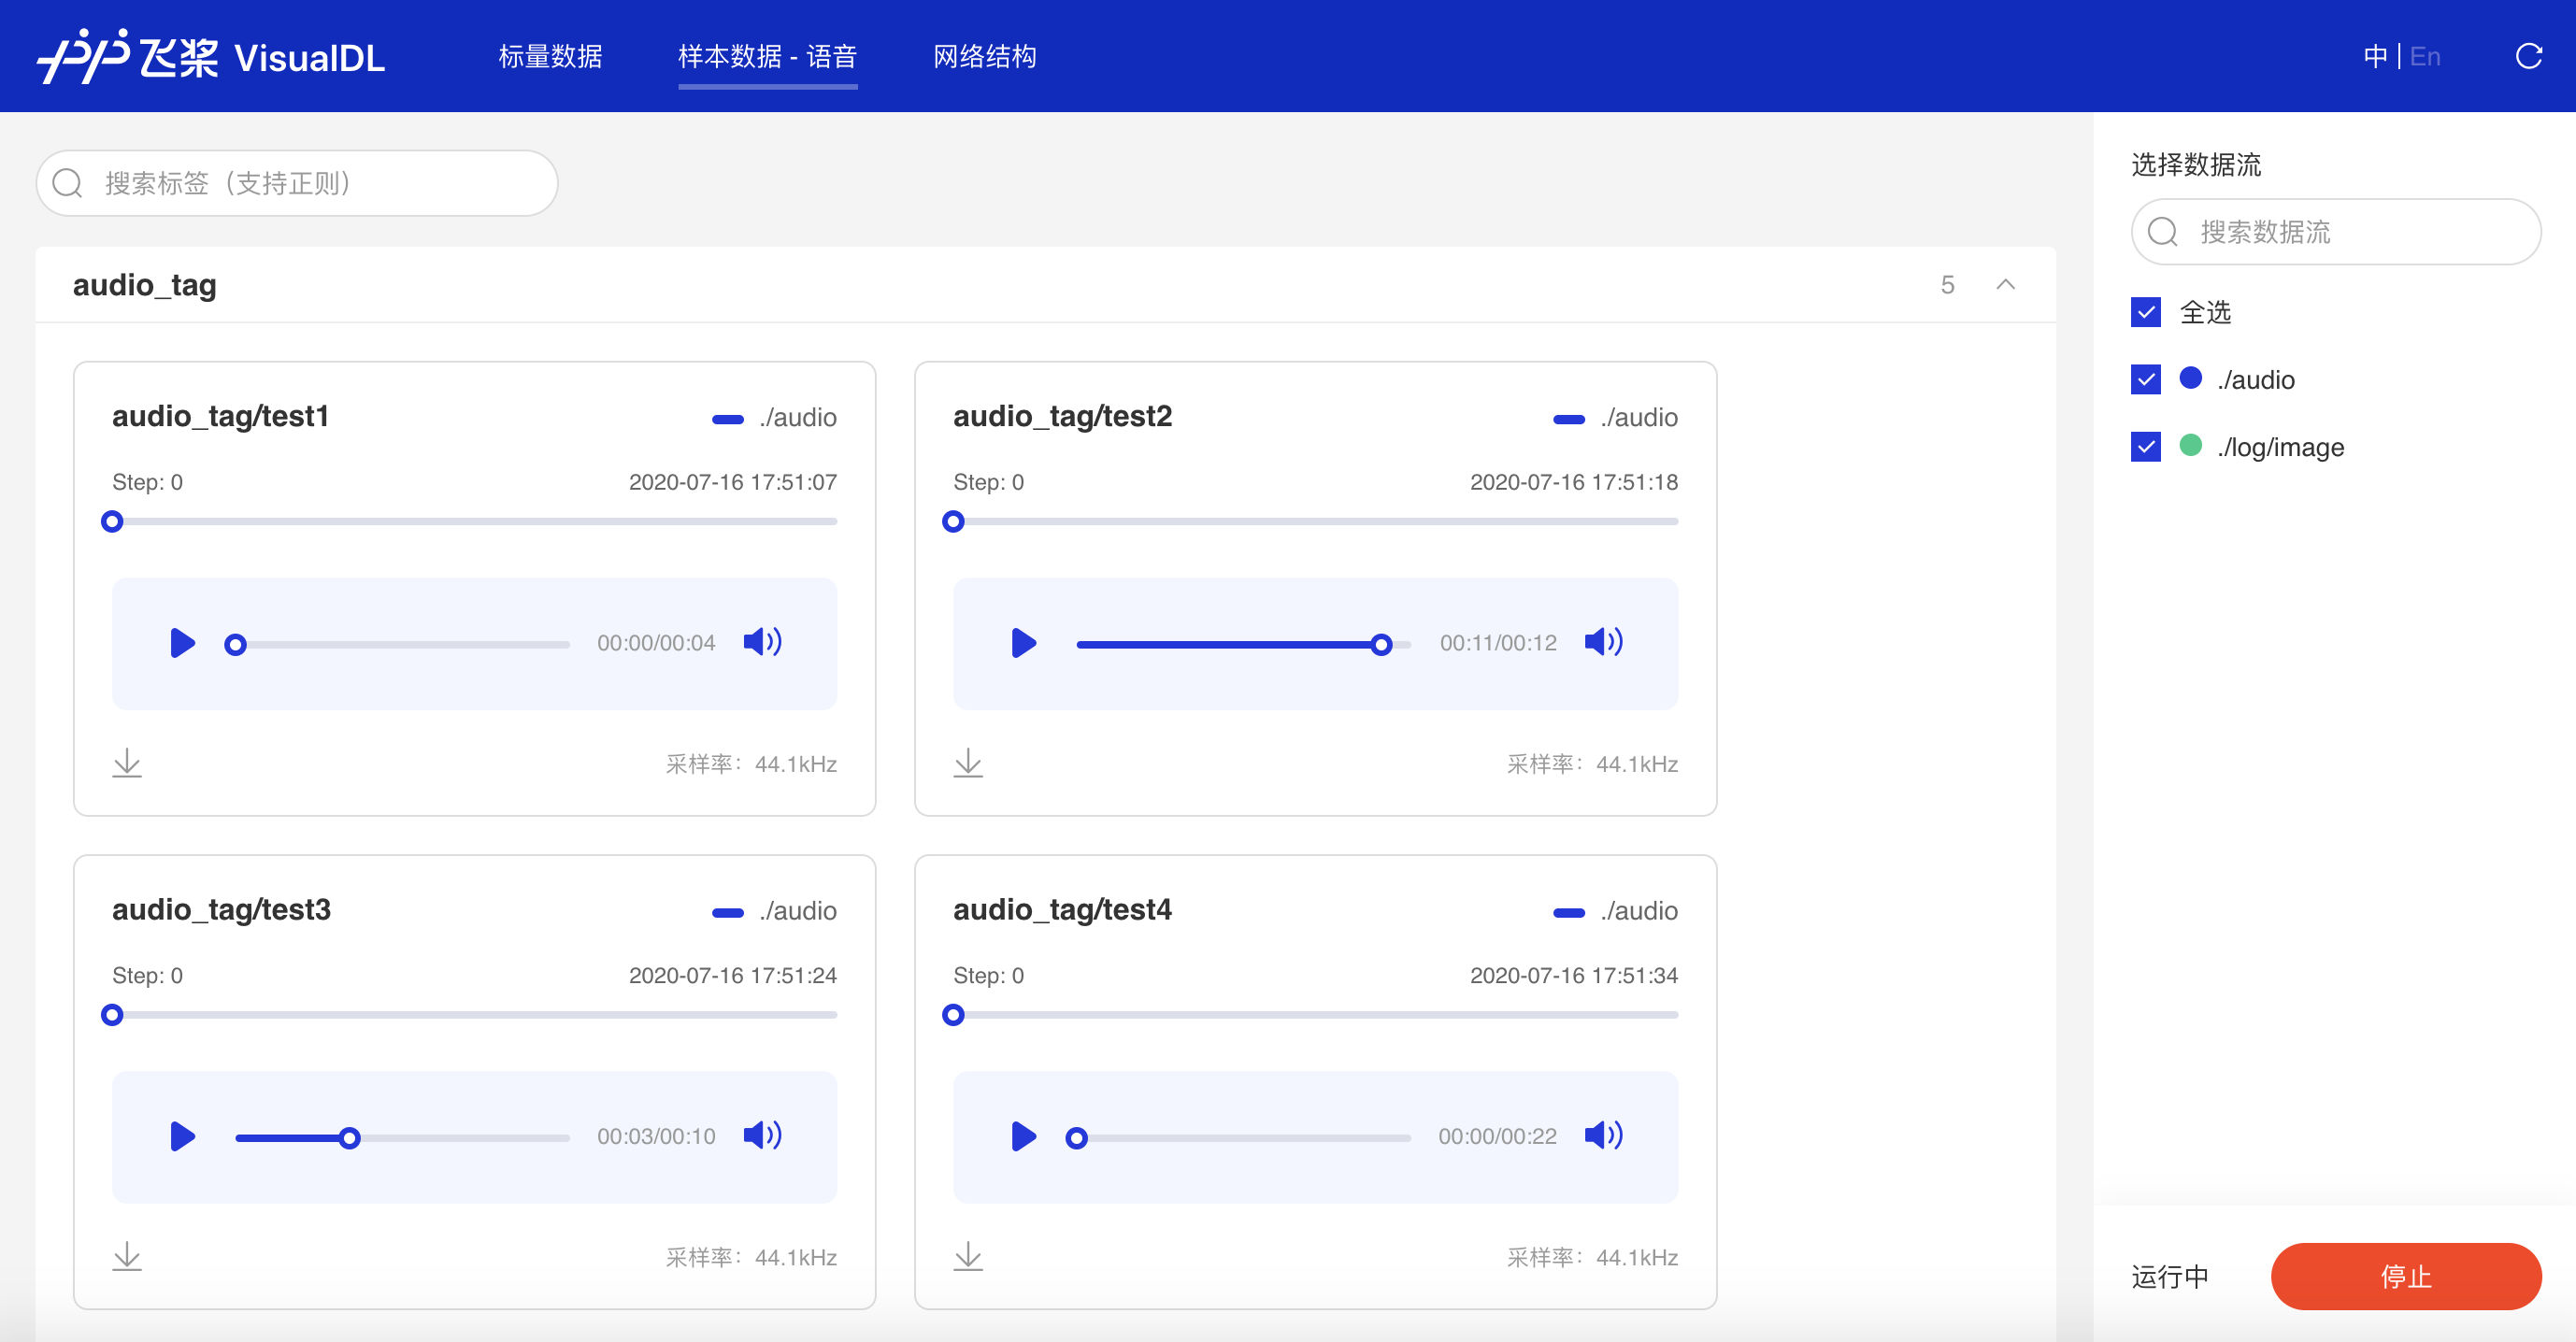 飞桨 VisualDL
标量数据
样本数据 - 语音
网络结构
中 | En
搜索标签（支持正则）
audio_tag
5
audio_tag/test1
./audio
Step: 0
2020-07-16 17:51:07
00:00/00:04
采样率：44.1kHz
audio_tag/test2
./audio
Step: 0
2020-07-16 17:51:18
00:11/00:12
采样率：44.1kHz
audio_tag/test3
./audio
Step: 0
2020-07-16 17:51:24
00:03/00:10
采样率：44.1kHz
audio_tag/test4
./audio
Step: 0
2020-07-16 17:51:34
00:00/00:22
采样率：44.1kHz
选择数据流
搜索数据流
全选
./audio
./log/image
运行中
停止